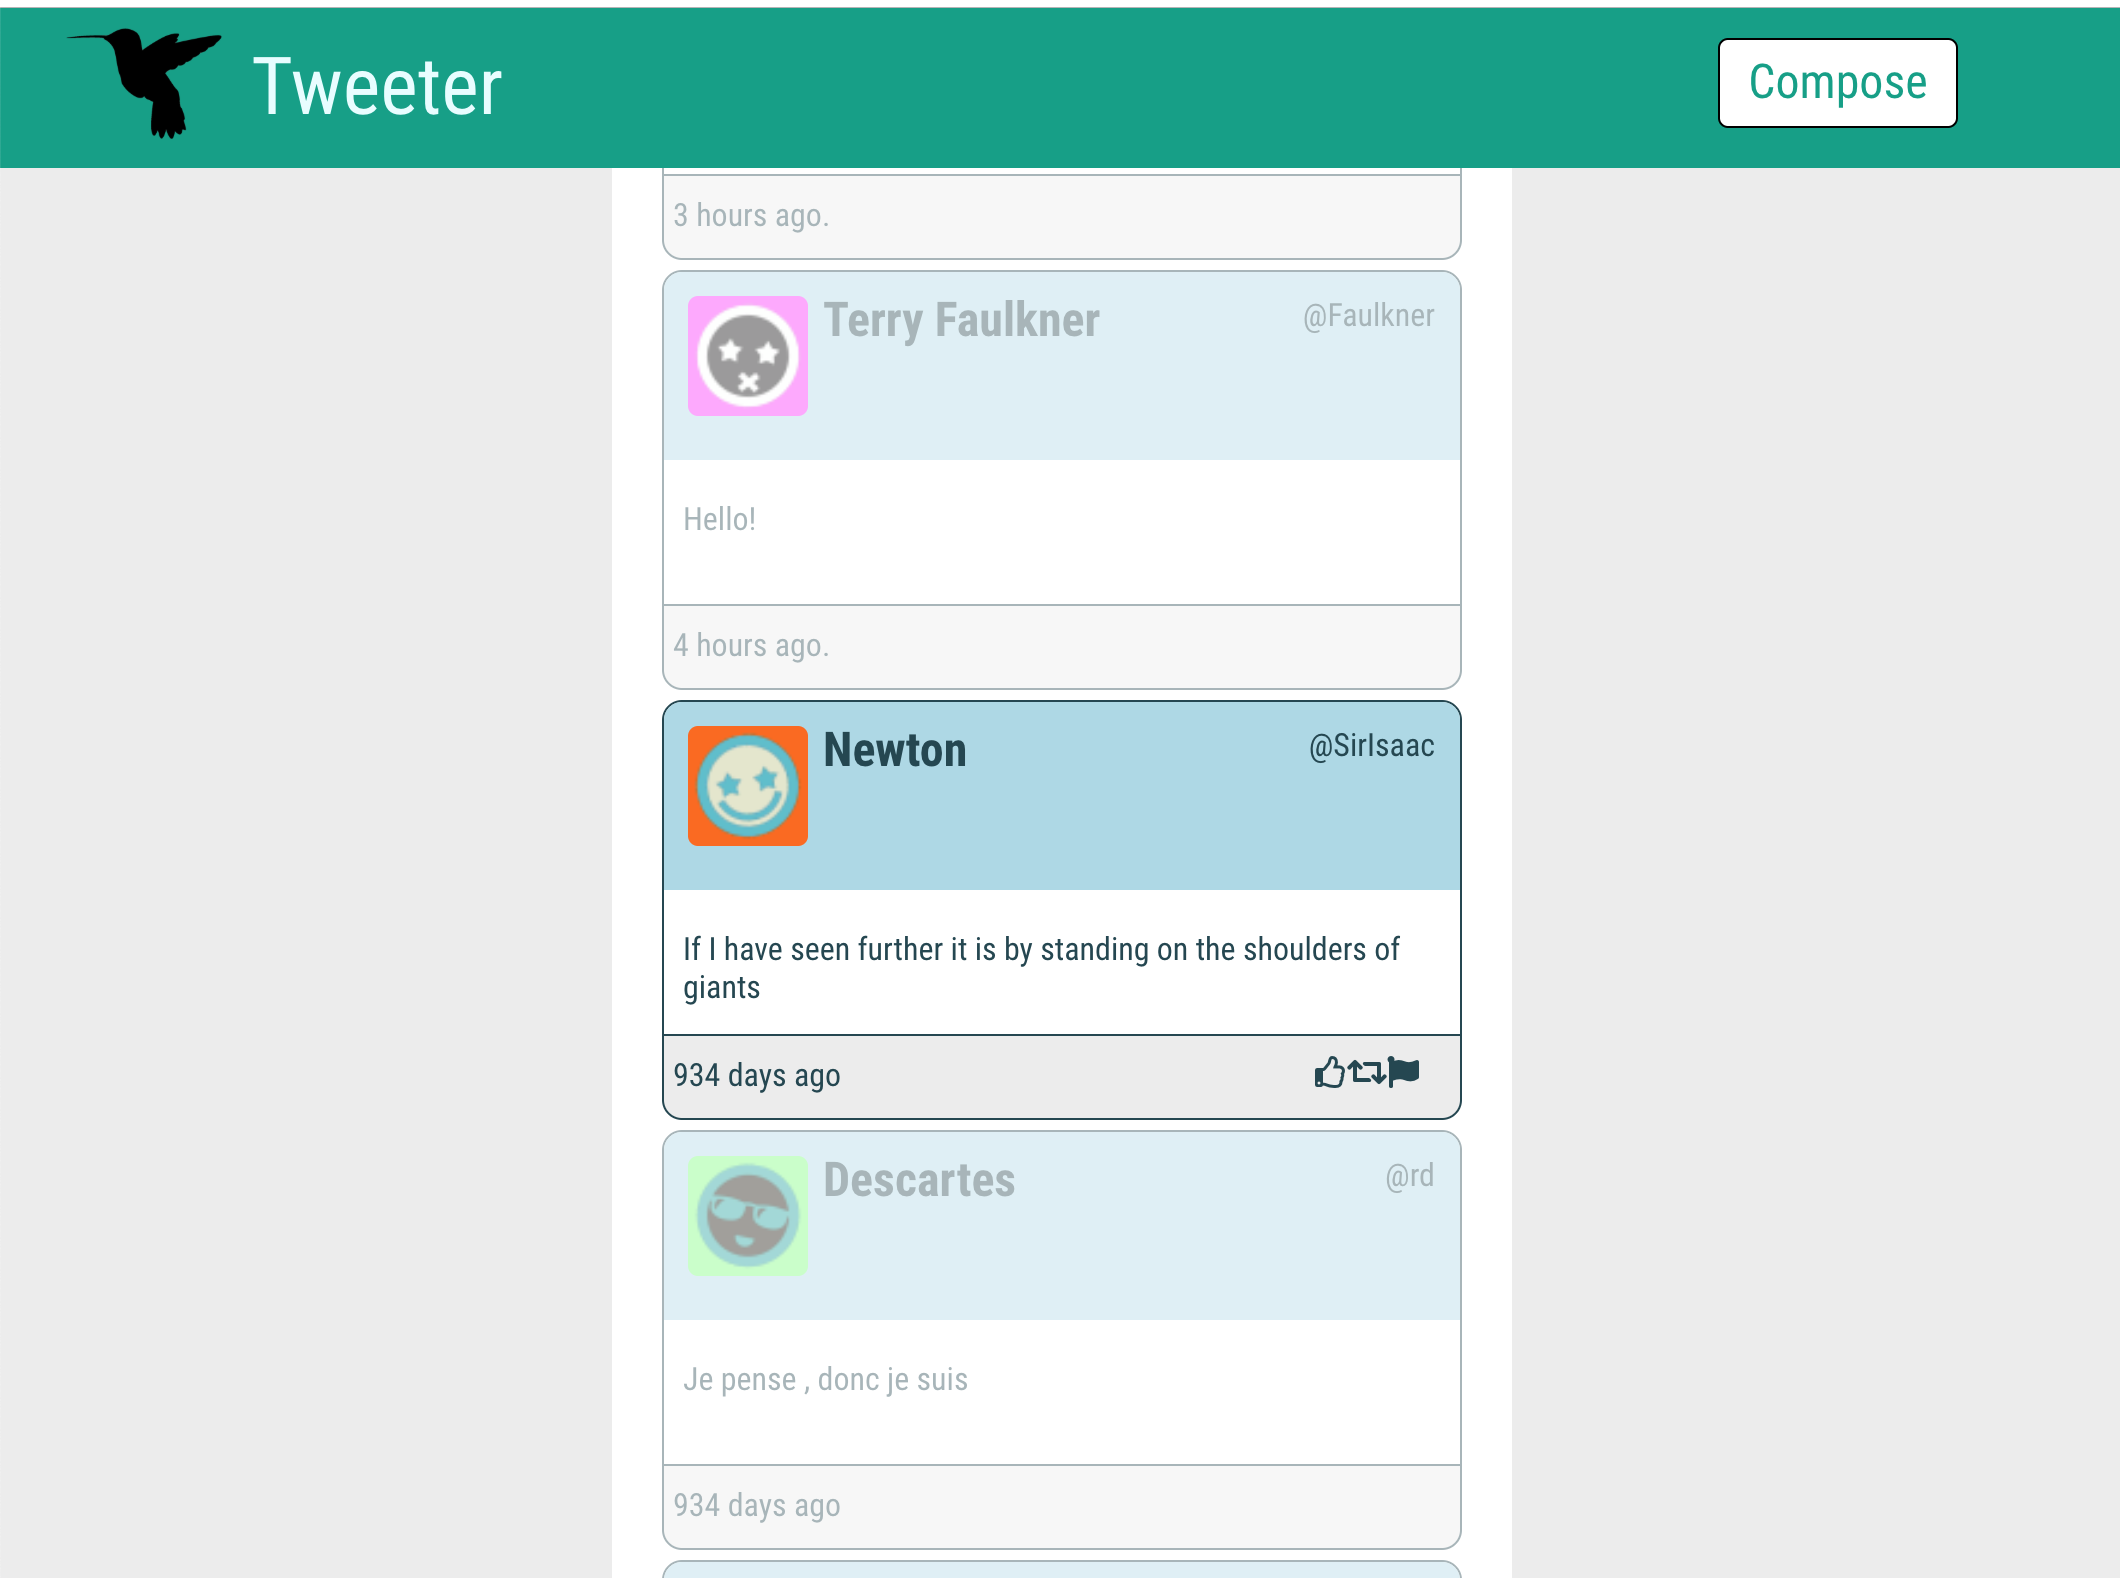 Tweeter
Compose
3 hours ago.
Terry Faulkner
@Faulkner
Hello!
4 hours ago.
Newton
@SirIsaac
If I have seen further it is by standing on the shoulders of
giants
934 days ago
Descartes
@rd
Je pense , donc je suis
934 days ago